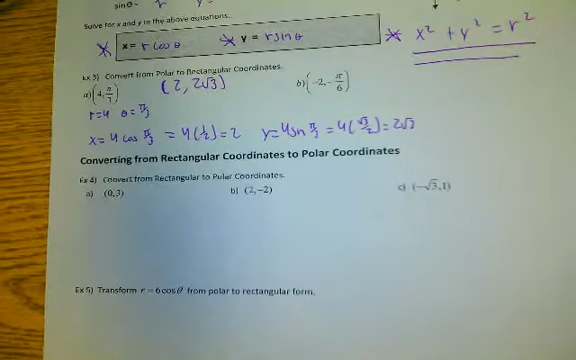 sinθ= r y=
Solve for x and y in the above equations.
x = r cos θ y = r sin θ x² + y² = r²
Ex 3) Convert from Polar to Rectangular Coordinates.
a) (4, π/3) (2, 2√3) b) (-2, -π/6)
r=4 θ=π/3
x = 4 cos π/3 = 4(1/2) = 2 y = 4 sin π/3 = 4(√3/2) = 2√3
Converting from Rectangular Coordinates to Polar Coordinates
Ex 4) Convert from Rectangular to Polar Coordinates.
a) (0,3) b) (2,-2) c) (-√3,1)
Ex 5) Transform r = 6 cos θ from polar to rectangular form.